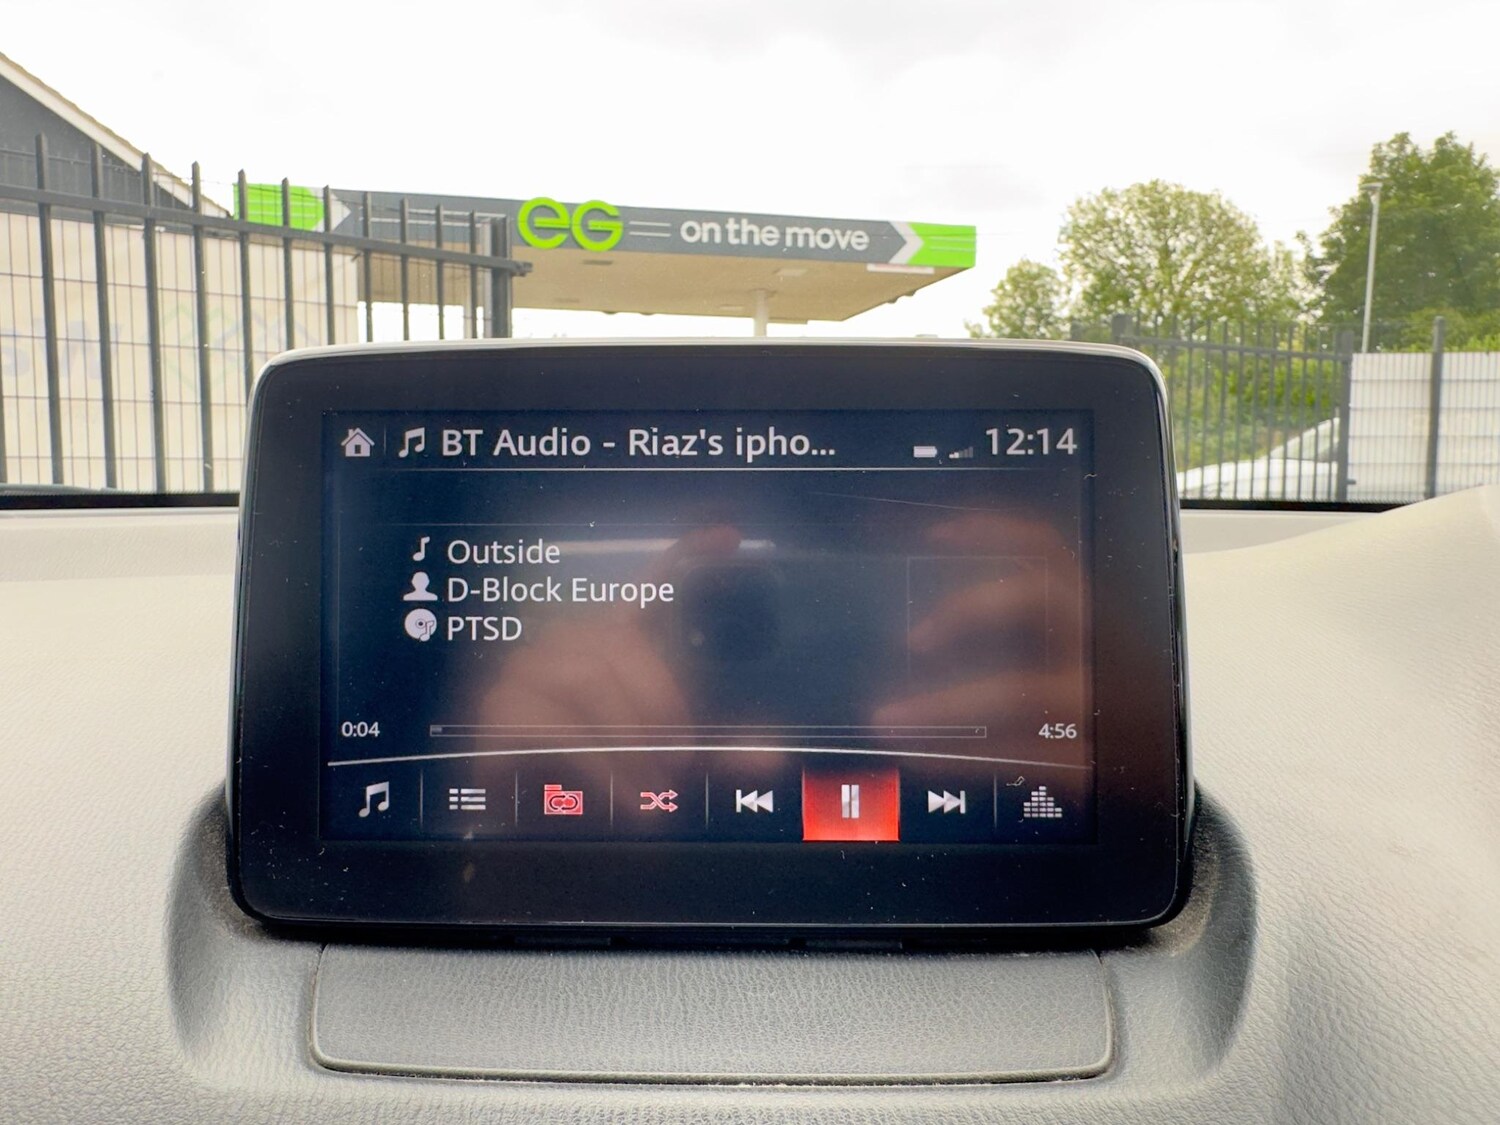 eG on the move
BT Audio - Riaz's ipho... 12:14
Outside
D-Block Europe
PTSD
0:04 4:56